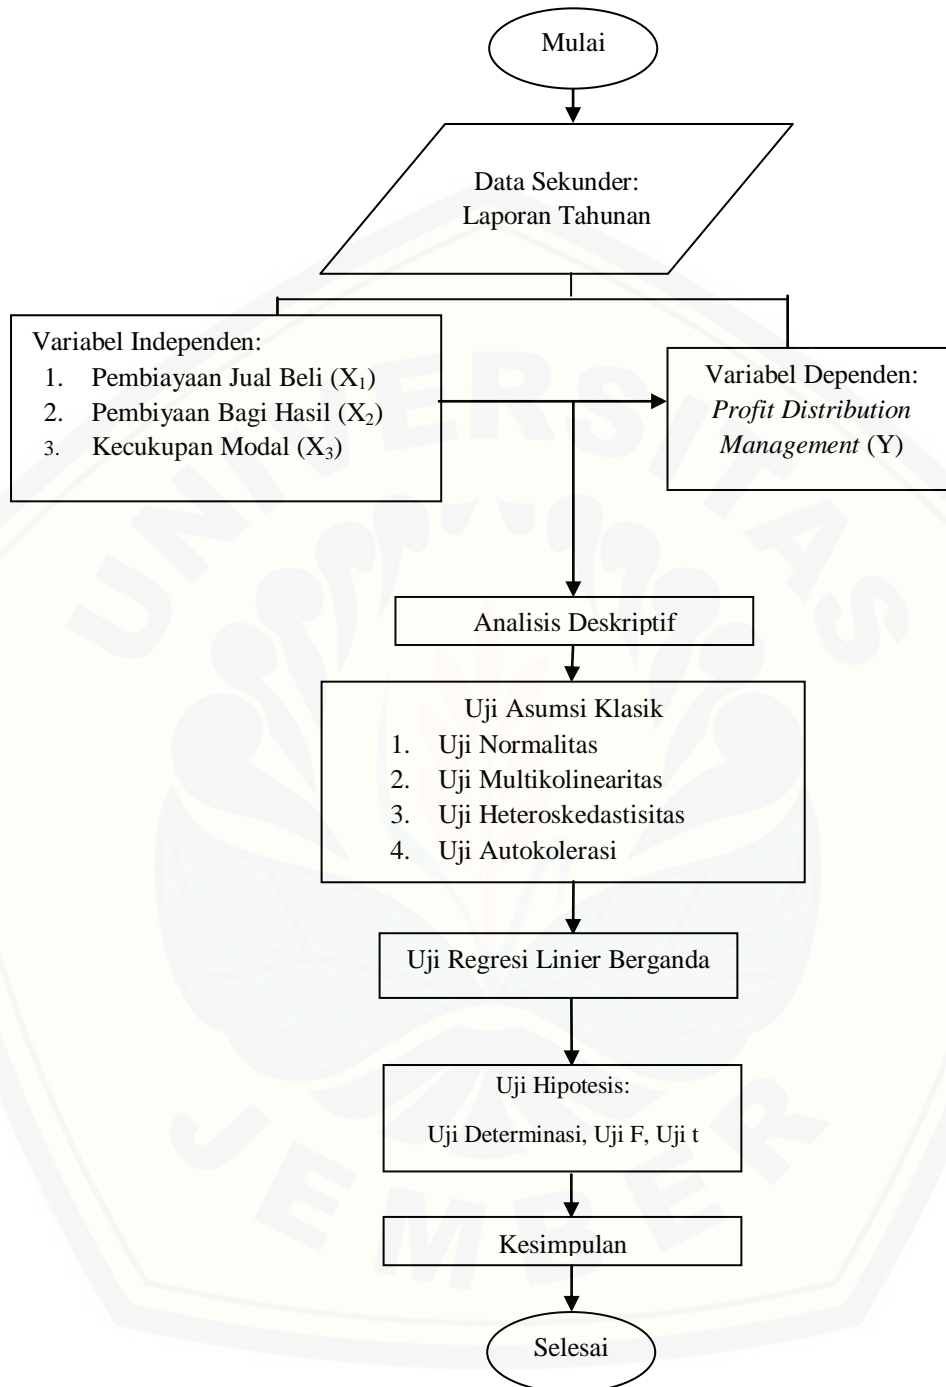 Mulai
Data Sekunder:
Laporan Tahunan
Variabel Independen:
1. Pembiayaan Jual Beli (X₁)
2. Pembiyaan Bagi Hasil (X₂)
3. Kecukupan Modal (X₃)
Variabel Dependen:
Profit Distribution
Management (Y)
Analisis Deskriptif
Uji Asumsi Klasik
1. Uji Normalitas
2. Uji Multikolinearitas
3. Uji Heteroskedastisitas
4. Uji Autokolerasi
Uji Regresi Linier Berganda
Uji Hipotesis:
Uji Determinasi, Uji F, Uji t
Kesimpulan
Selesai
UNIVERSITAS
JEMBER